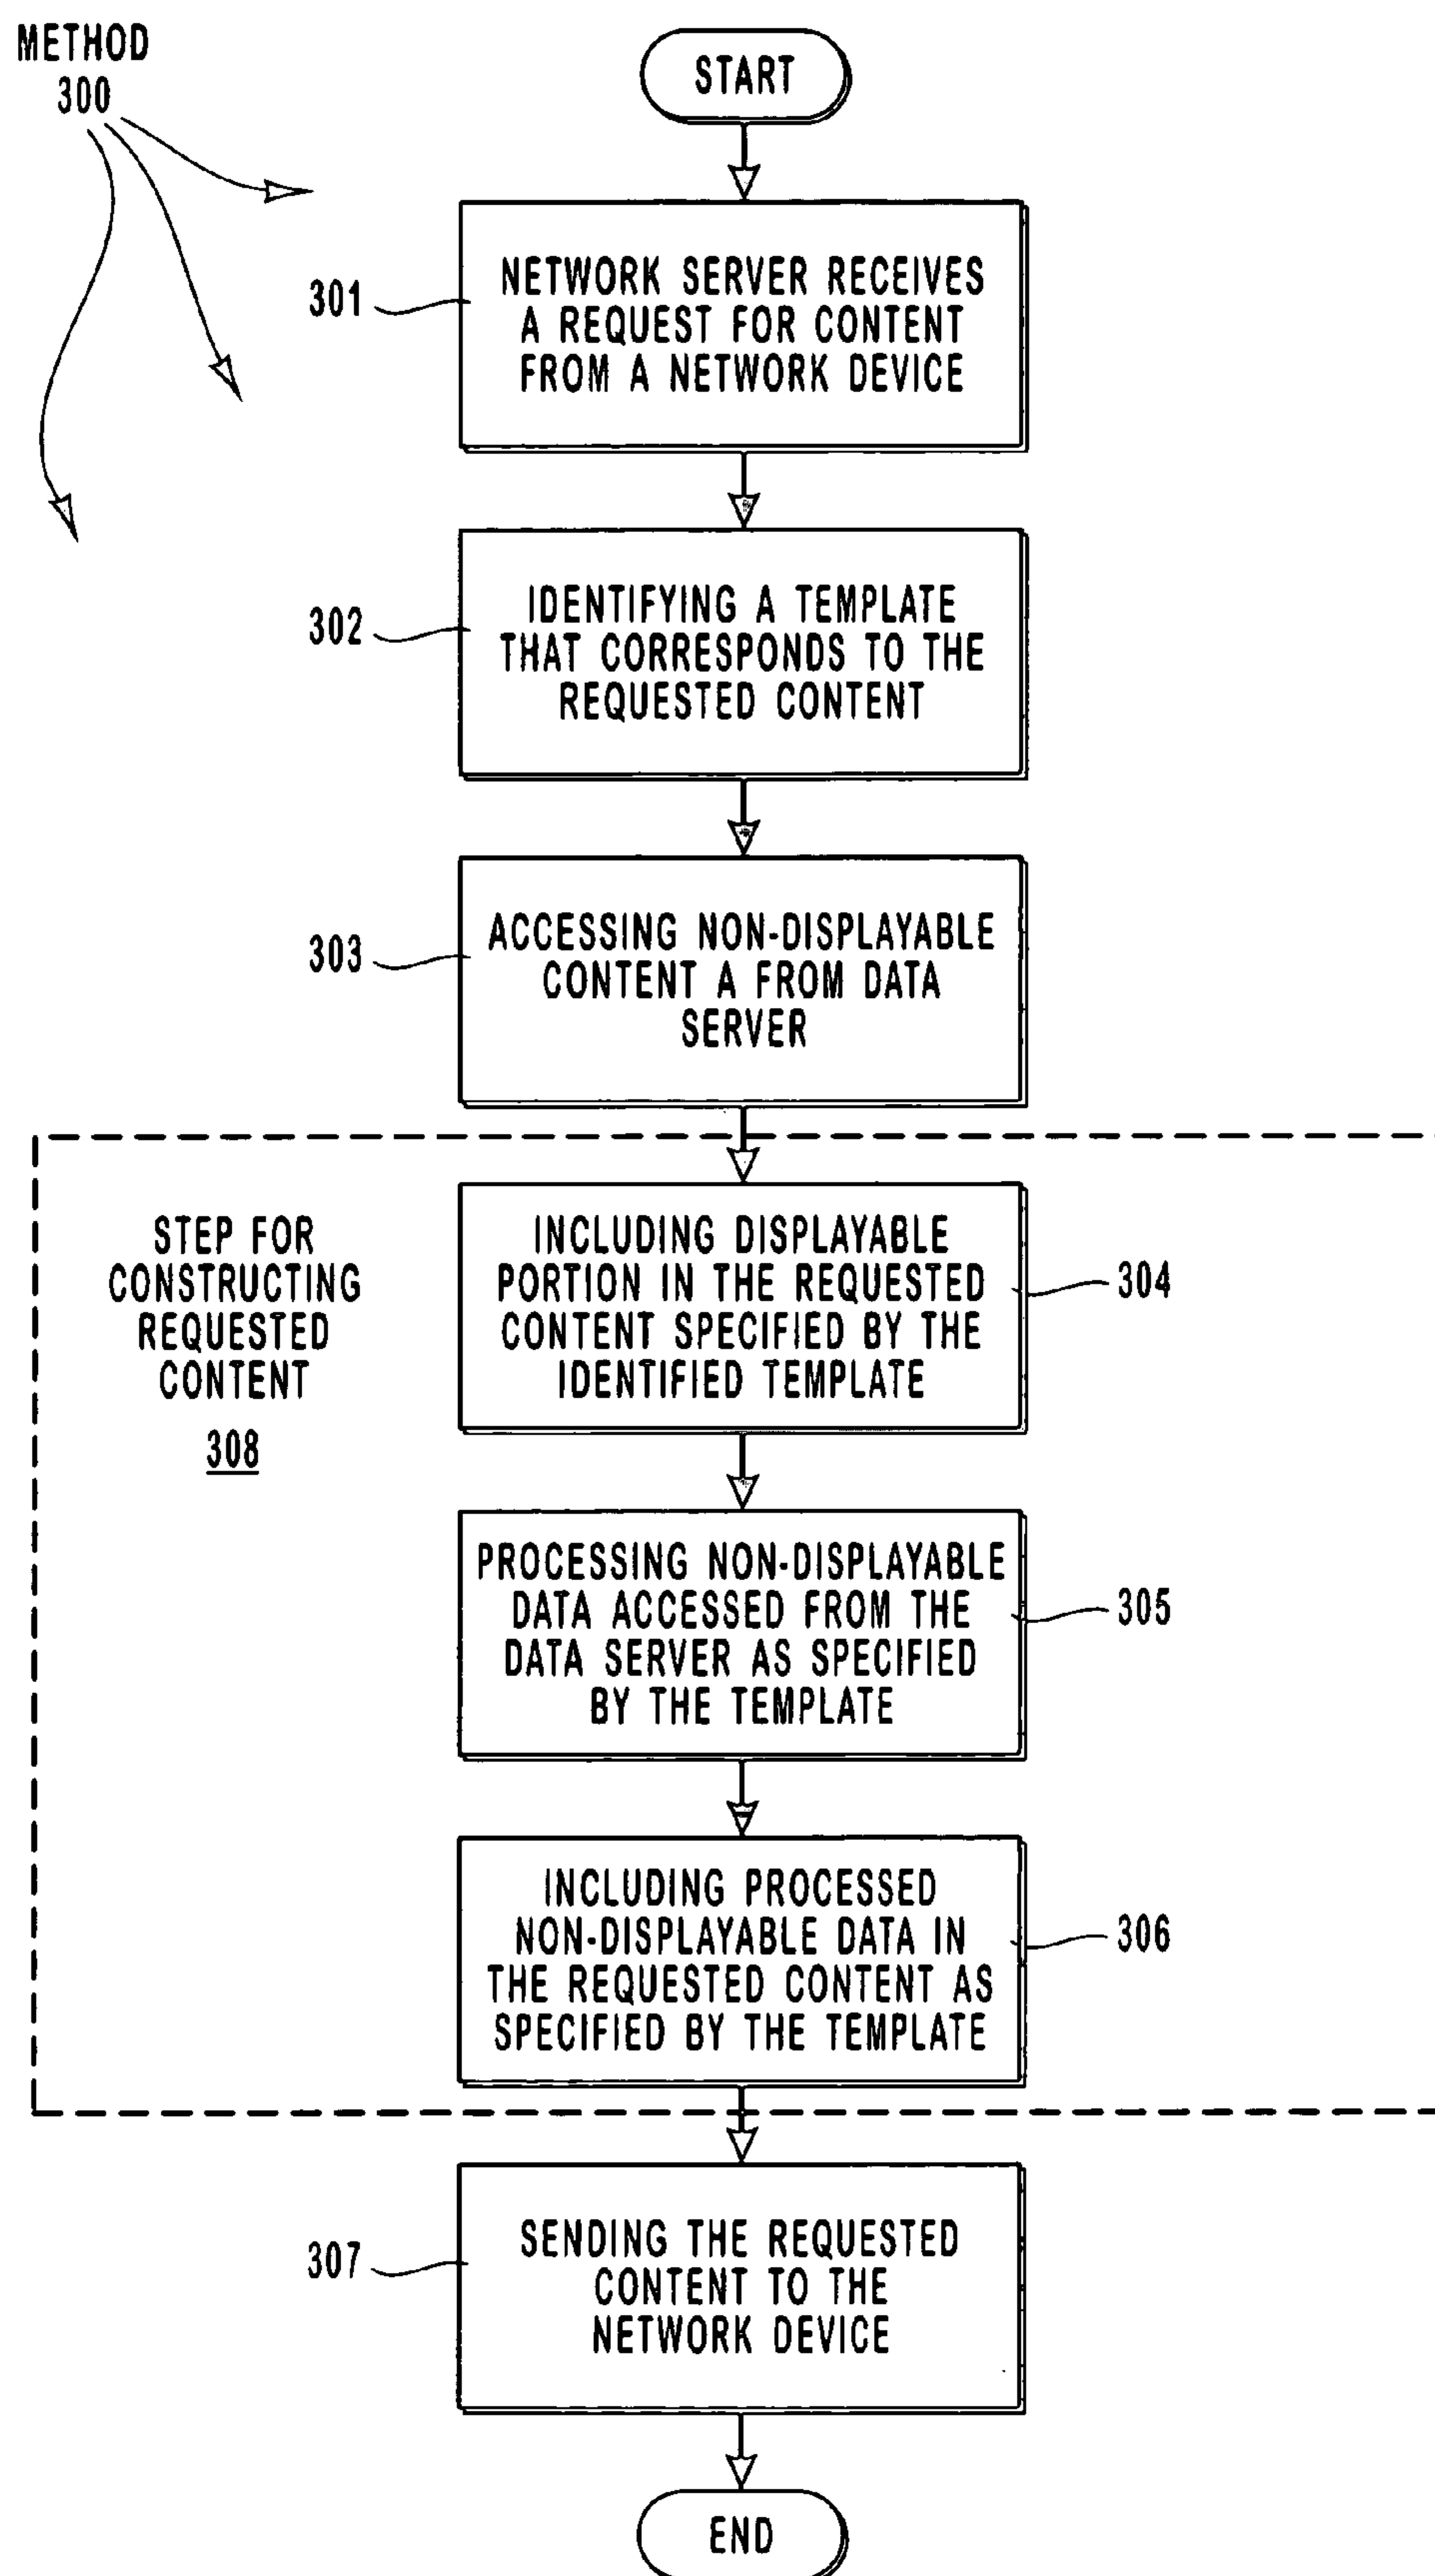 METHOD
300
START
301
NETWORK SERVER RECEIVES
A REQUEST FOR CONTENT
FROM A NETWORK DEVICE
302
IDENTIFYING A TEMPLATE
THAT CORRESPONDS TO THE
REQUESTED CONTENT
303
ACCESSING NON-DISPLAYABLE
CONTENT A FROM DATA
SERVER
STEP FOR
CONSTRUCTING
REQUESTED
CONTENT
308
INCLUDING DISPLAYABLE
PORTION IN THE REQUESTED
CONTENT SPECIFIED BY THE
IDENTIFIED TEMPLATE
304
PROCESSING NON-DISPLAYABLE
DATA ACCESSED FROM THE
DATA SERVER AS SPECIFIED
BY THE TEMPLATE
305
INCLUDING PROCESSED
NON-DISPLAYABLE DATA IN
THE REQUESTED CONTENT AS
SPECIFIED BY THE TEMPLATE
306
307
SENDING THE REQUESTED
CONTENT TO THE
NETWORK DEVICE
END